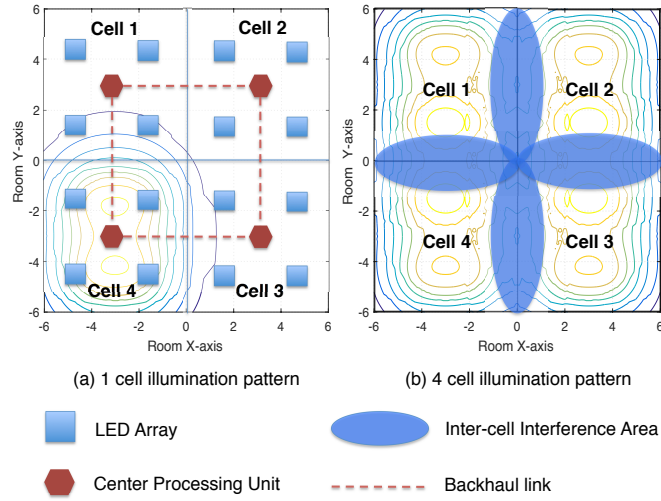 Cell 1
Cell 2
Cell 4
Cell 3
6
4
2
0
-2
-4
-6
Room Y-axis
-6
-4
-2
0
2
4
6
Room X-axis
(a) 1 cell illumination pattern
Cell 1
Cell 2
Cell 4
Cell 3
6
4
2
0
-2
-4
-6
Room Y-axis
-6
-4
-2
0
2
4
6
Room X-axis
(b) 4 cell illumination pattern
LED Array
Inter-cell Interference Area
Center Processing Unit
Backhaul link